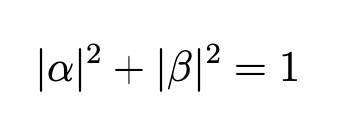 |α|² + |β|² = 1